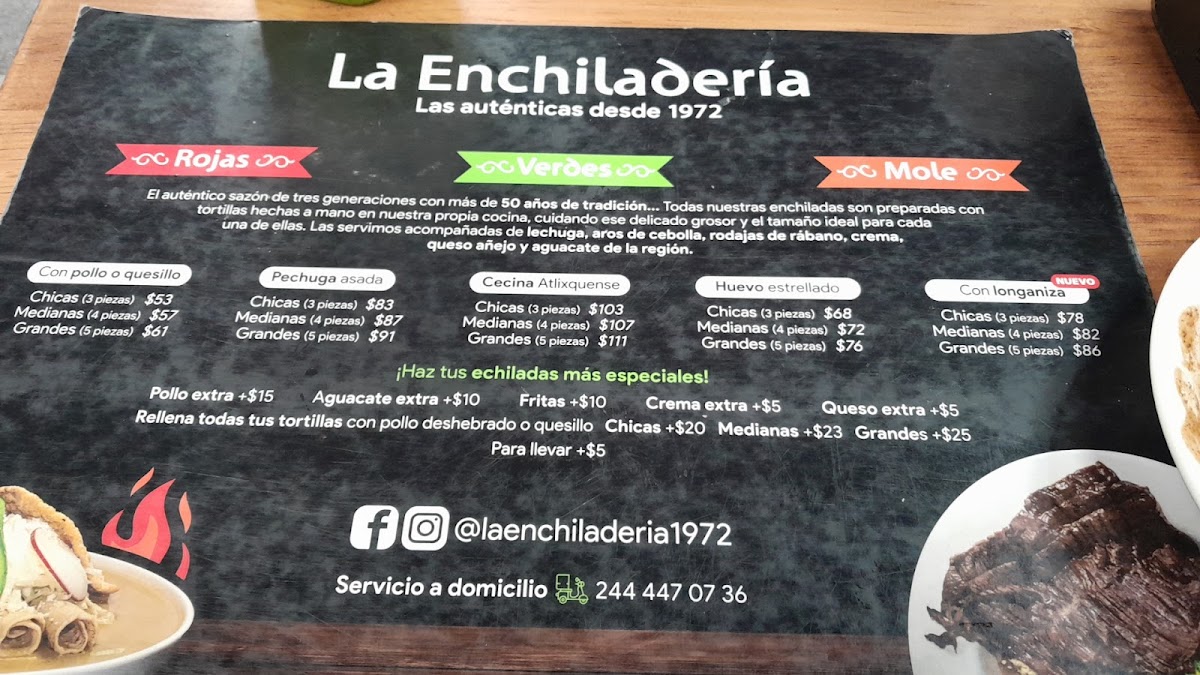 La Enchiladería
Las auténticas desde 1972
Rojas
Verdes
Mole
El auténtico sazón de tres generaciones con más de 50 años de tradición... Todas nuestras enchiladas son preparadas con
tortillas hechas a mano en nuestra propia cocina, cuidando ese delicado grosor y el tamaño ideal para cada
una de ellas. Las servimos acompañadas de lechuga, aros de cebolla, rodajas de rábano, crema,
queso añejo y aguacate de la región.
Con pollo o quesillo
Chicas (3 piezas) $53
Medianas (4 piezas) $57
Grandes (5 piezas) $61
Pechuga asada
Chicas (3 piezas) $83
Medianas (4 piezas) $87
Grandes (5 piezas) $91
Cecina Atlixquense
Chicas (3 piezas) $103
Medianas (4 piezas) $107
Grandes (5 piezas) $111
Huevo estrellado
Chicas (3 piezas) $68
Medianas (4 piezas) $72
Grandes (5 piezas) $76
NUEVO
Con longaniza
Chicas (3 piezas) $78
Medianas (4 piezas) $82
Grandes (5 piezas) $86
¡Haz tus echiladas más especiales!
Pollo extra +$15 Aguacate extra +$10 Fritas +$10 Crema extra +$5 Queso extra +$5
Rellena todas tus tortillas con pollo deshebrado o quesillo Chicas +$20 Medianas +$23 Grandes +$25
Para llevar +$5
@laenchiladeria1972
Servicio a domicilio 244 447 07 36